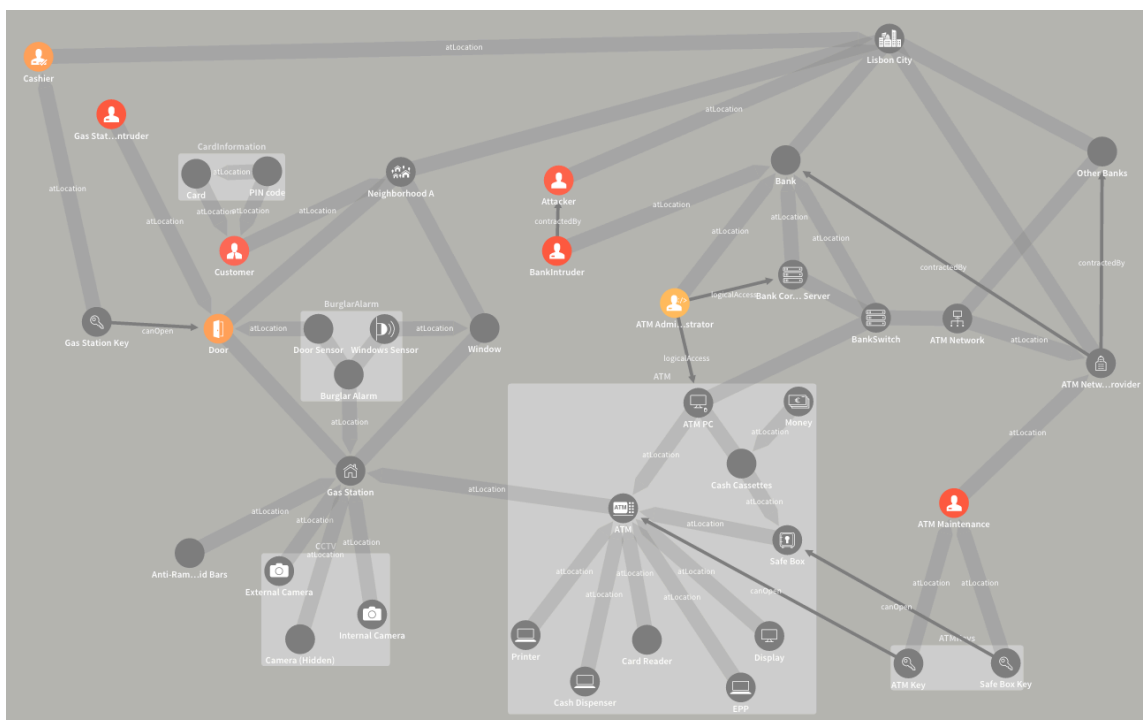 atLocation
Lisbon City
Cashier
Gas Stat...ntruder
CardInformation
atLocation
Card
PIN code
Neighborhood A
Bank
Other Banks
atLocation
atLocation
Attacker
atLocation
atLocation
atLocation
atLocation
contractedBy
atLocation
atLocation
atLocation
atLocation
atLocation
Customer
BankIntruder
contractedBy
contractedBy
logicalAccess
Bank Cor... Server
BurglarAlarm
ATM Admi...strator
canOpen
atLocation
atLocation
Gas Station Key
Door
Door Sensor
Windows Sensor
Window
BankSwitch
ATM Network
atLocation
logicalAccess
ATM Netw...rovider
ATM
Burglar Alarm
atLocation
ATM PC
Money
atLocation
atLocation
atLocation
Cash Cassettes
Gas Station
atLocation
atLocation
atLocation
atLocation
atLocation
ATM
ATM
atLocation
ATM Maintenance
CCTV
atLocation
Safe Box
Anti-Ram...id Bars
External Camera
atLocation
atLocation
atLocation
atLocation
atLocation
atLocation
canOpen
canOpen
Internal Camera
ATMKeys
Camera (Hidden)
Printer
Card Reader
Display
ATM Key
Safe Box Key
Cash Dispenser
EPP